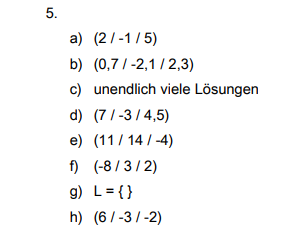 5.
a) (2 / -1 / 5)
b) (0,7 / -2,1 / 2,3)
c) unendlich viele Lösungen
d) (7 / -3 / 4,5)
e) (11 / 14 / -4)
f) (-8 / 3 / 2)
g) L = { }
h) (6 / -3 / -2)